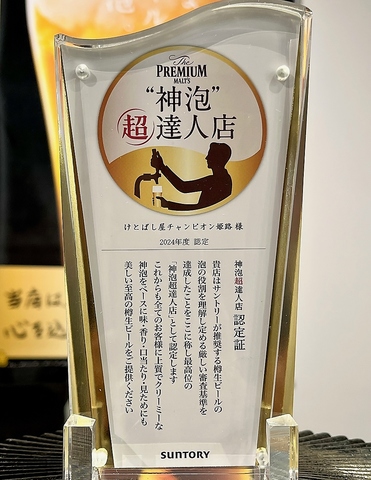 The
PREMIUM
MALT'S
“神泡”
超達人店
けとばし屋チャンピオン姫路 様
2024年度 認定
神泡超達人店 認定証
貴店はサントリーが推奨する樽生ビールの
泡の役割を理解し定める厳しい審査基準を
達成したことをここに称し最高位の
「神泡超達人店」として認定します
これからも全てのお客様に上質でクリーミーな
神泡をベースに味・香り・口当たり・見ためにも
美しい至高の樽生ビールをご提供ください
SUNTORY
当店は
心を込